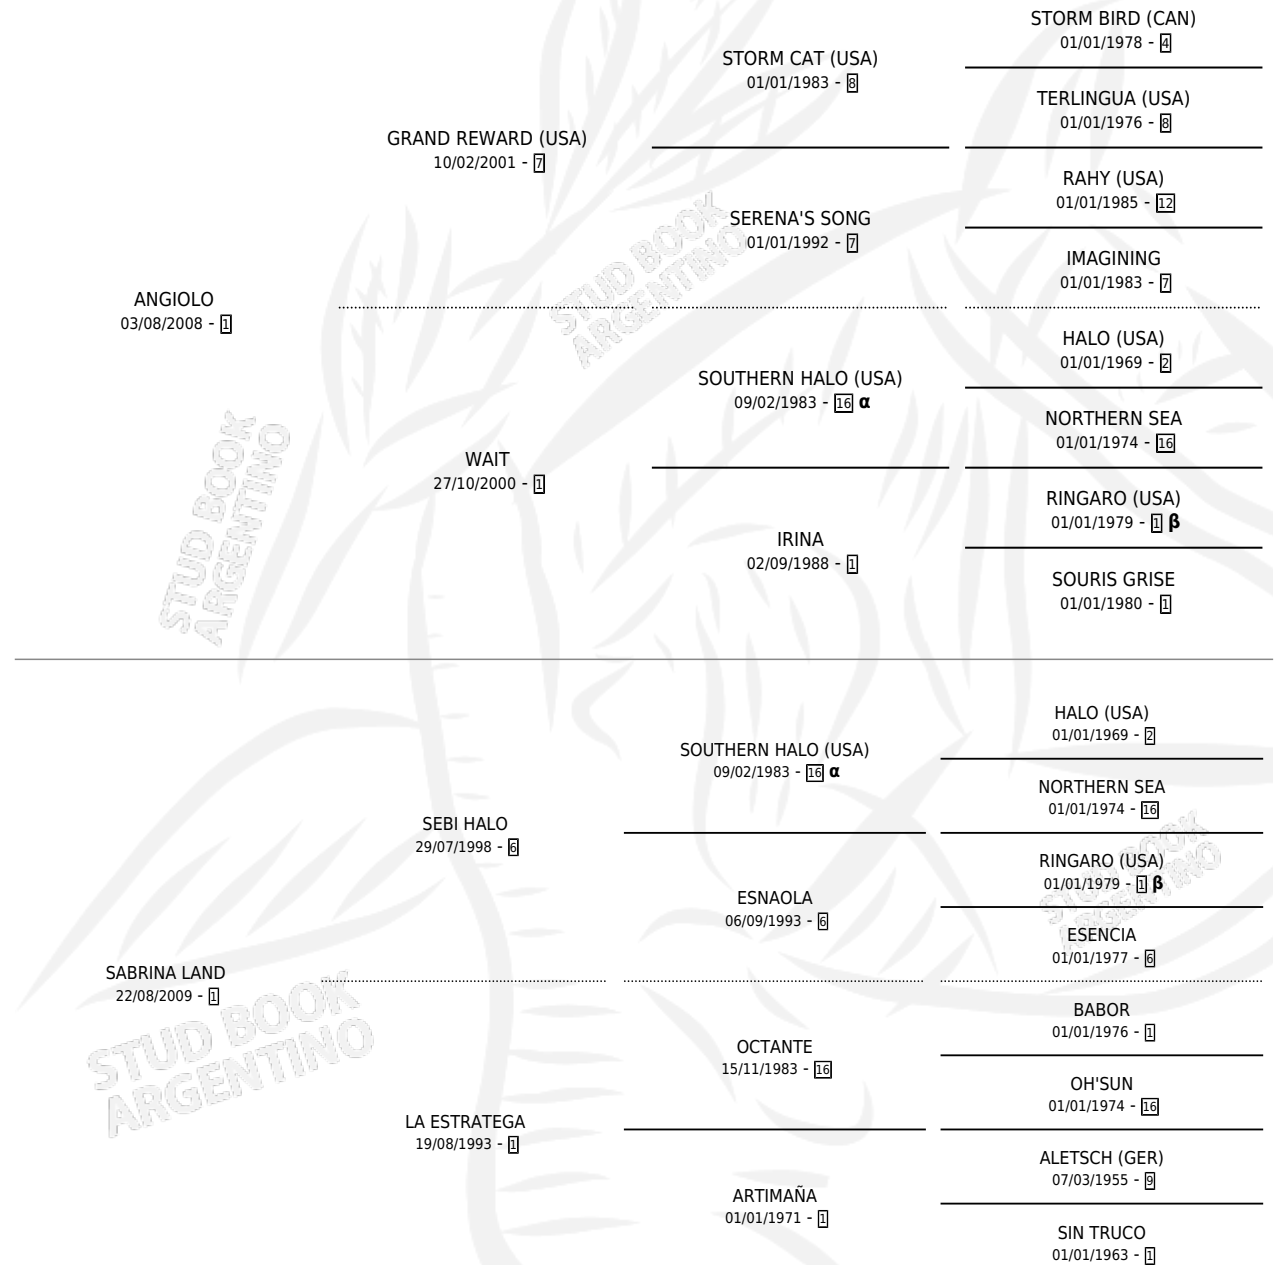 STORM BIRD (CAN)
01/01/1978 - 4
STORM CAT (USA)
01/01/1983 - 8
TERLINGUA (USA)
01/01/1976 - 8
GRAND REWARD (USA)
10/02/2001 - 7
RAHY (USA)
01/01/1985 - 12
SERENA'S SONG
01/01/1992 - 7
IMAGINING
01/01/1983 - 7
ANGIOLO
03/08/2008 - 1
HALO (USA)
01/01/1969 - 2
SOUTHERN HALO (USA)
09/02/1983 - 16 α
NORTHERN SEA
01/01/1974 - 16
WAIT
27/10/2000 - 1
RINGARO (USA)
01/01/1979 - 1 β
IRINA
02/09/1988 - 1
SOURIS GRISE
01/01/1980 - 1
HALO (USA)
01/01/1969 - 2
SOUTHERN HALO (USA)
09/02/1983 - 16 α
NORTHERN SEA
01/01/1974 - 16
SEBI HALO
29/07/1998 - 6
RINGARO (USA)
01/01/1979 - 1 β
ESNAOLA
06/09/1993 - 6
ESENCIA
01/01/1977 - 6
SABRINA LAND
22/08/2009 - 1
BABOR
01/01/1976 - 1
OCTANTE
15/11/1983 - 16
OH'SUN
01/01/1974 - 16
LA ESTRATEGA
19/08/1993 - 1
ALETSCH (GER)
07/03/1955 - 9
ARTIMAÑA
01/01/1971 - 1
SIN TRUCO
01/01/1963 - 1
STUD BOOK
ARGENTINO
STUD BOOK
ARGENTINO
STUD BOOK
ARGENTINO
STUD BOOK
ARGENTINO